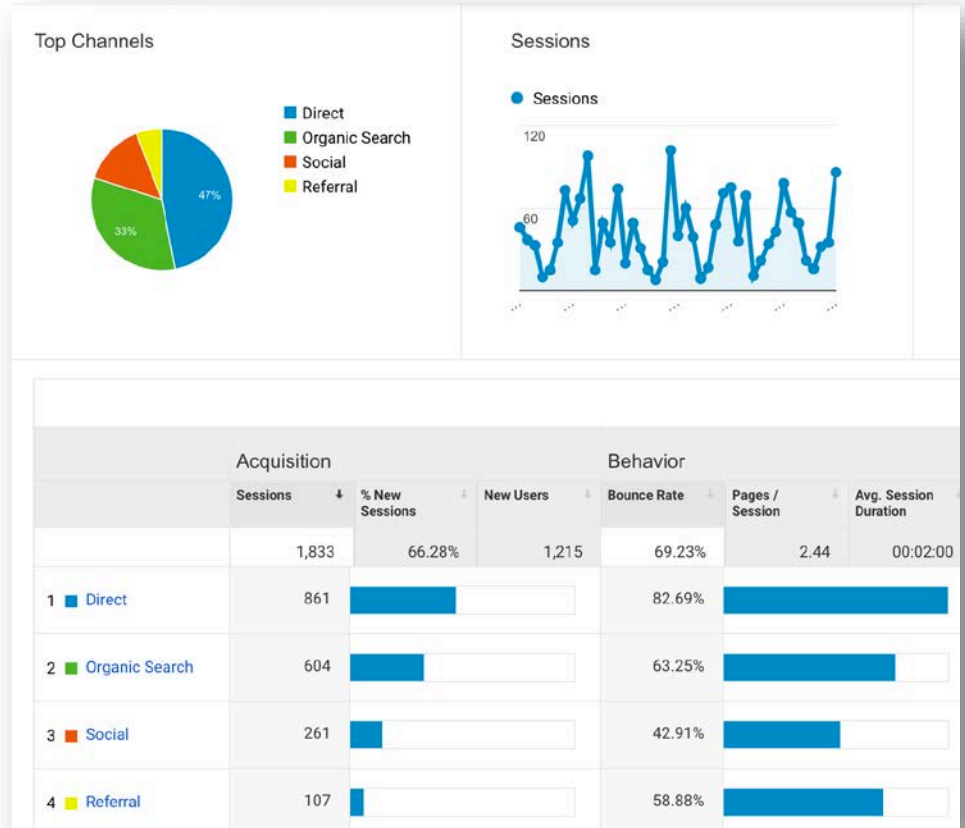 Top Channels
Direct
Organic Search
Social
Referral
47%
33%
Sessions
Sessions
120
60
Acquisition
Behavior
Sessions
% New
Sessions
New Users
Bounce Rate
Pages /
Session
Avg. Session
Duration
1,833
66.28%
1,215
69.23%
2.44
00:02:00
1 Direct 861 82.69%
2 Organic Search 604 63.25%
3 Social 261 42.91%
4 Referral 107 58.88%